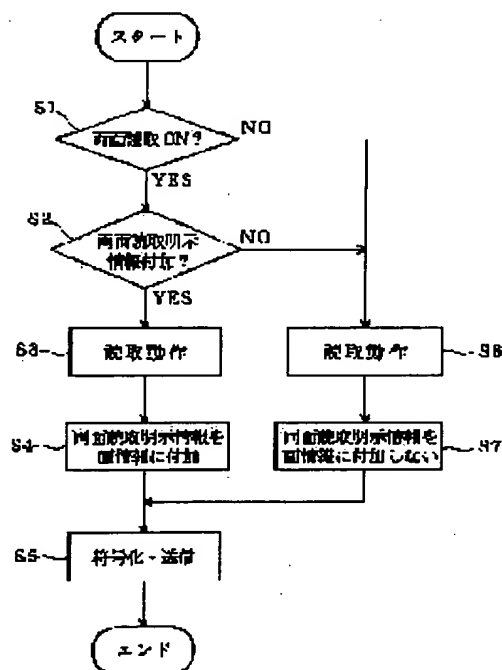 スタート
S1
両面読取ON？
NO
YES
S2
両面読取明示
情報付加？
NO
YES
S3
読取動作
S6
読取動作
S4
両面読取明示情報を
画情報に付加
両面読取明示情報を
画情報に付加しない
S7
S5
符号化・送信
エンド